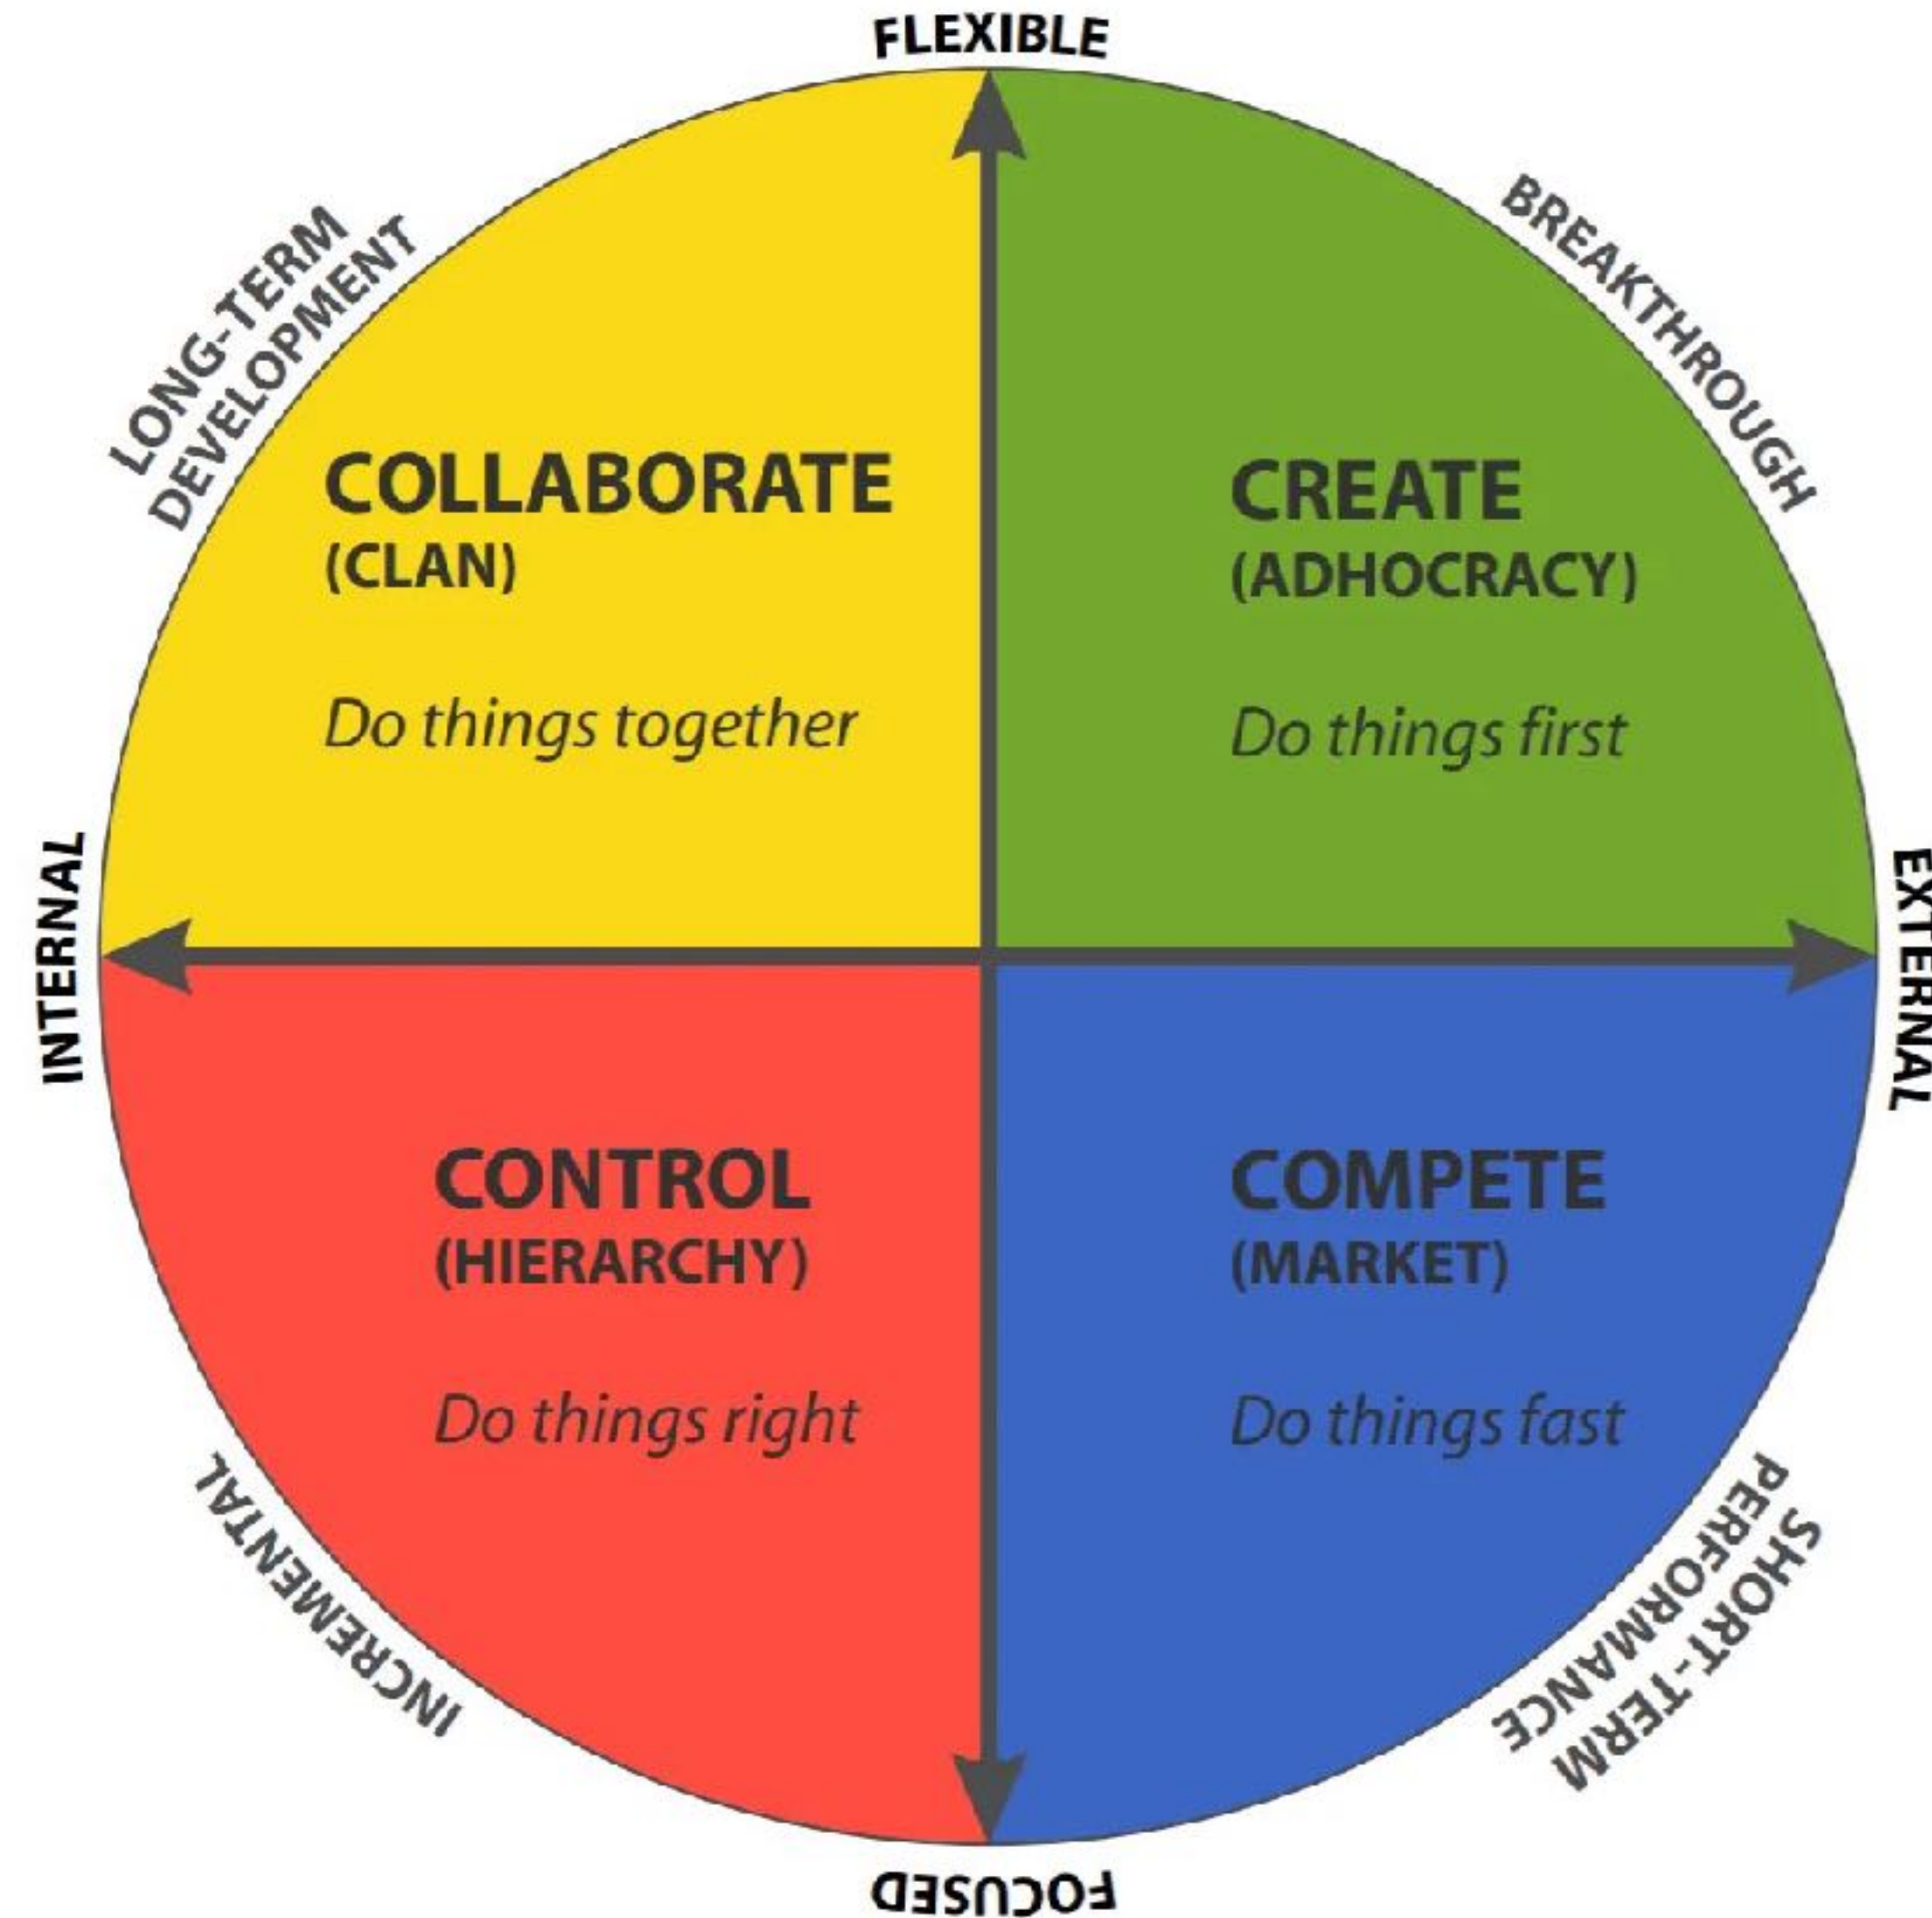 FLEXIBLE
LONG-TERM
DEVELOPMENT
BREAKTHROUGH
COLLABORATE
(CLAN)
Do things together
CREATE
(ADHOCRACY)
Do things first
INTERNAL
EXTERNAL
CONTROL
(HIERARCHY)
Do things right
COMPETE
(MARKET)
Do things fast
INCREMENTAL
SHORT-TERM
PERFORMANCE
FOCUSED